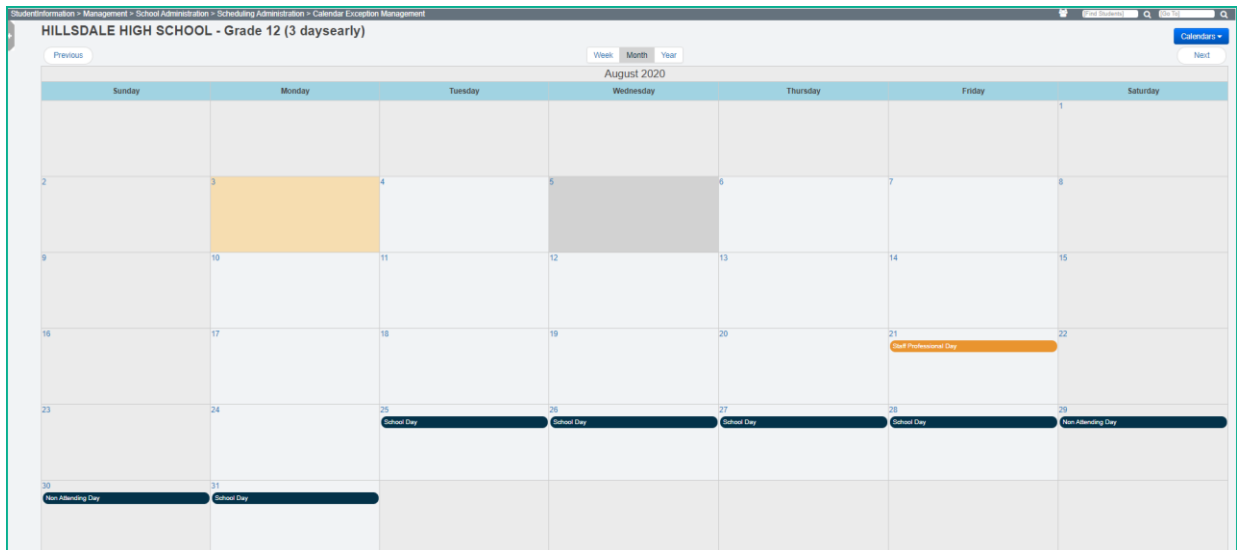 StudentInformation > Management > School Administration > Scheduling Administration > Calendar Exception Management
[Find Students]
[Go To]
HILLSDALE HIGH SCHOOL - Grade 12 (3 daysearly)
Calendars
Previous
Week Month Year
Next
August 2020
Sunday Monday Tuesday Wednesday Thursday Friday Saturday
1
2 3 4 5 6 7 8
9 10 11 12 13 14 15
16 17 18 19 20 21 22
Staff Professional Day
23 24 25 26 27 28 29
School Day School Day School Day School Day Non Attending Day
30 31
Non Attending Day School Day